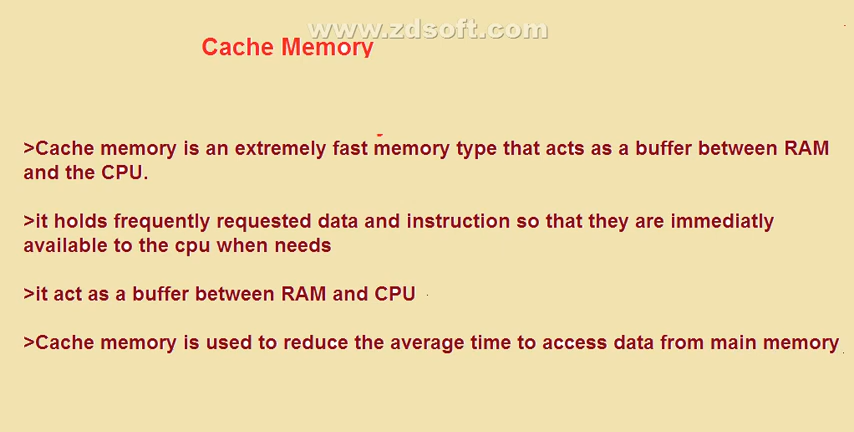 www.zdsoft.com
Cache Memory
>Cache memory is an extremely fast memory type that acts as a buffer between RAM
and the CPU.
>it holds frequently requested data and instruction so that they are immediatly
available to the cpu when needs
>it act as a buffer between RAM and CPU
>Cache memory is used to reduce the average time to access data from main memory